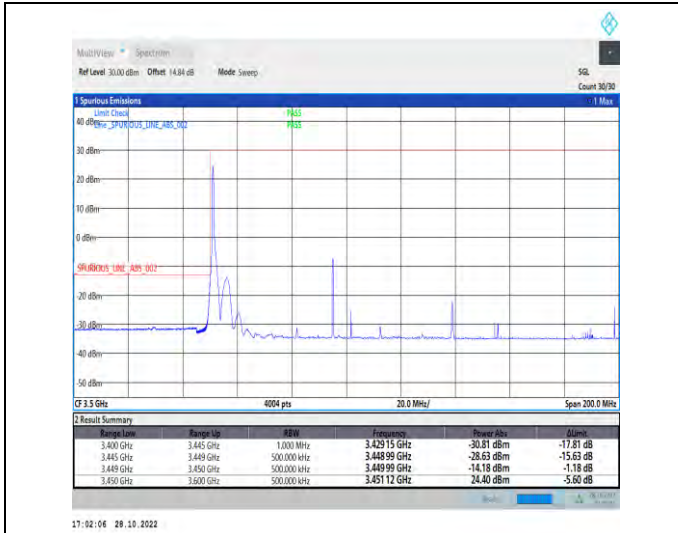 MultiView Spectrum
Ref Level 30.00 dBm Offset 14.84 dB Mode Sweep SGL
Count 30/30
1 Spurious Emissions 1 Max
Limit Check PASS
Line _SPURIOUS_LINE_ABS_002 PASS
40 dBm
30 dBm
20 dBm
10 dBm
0 dBm
_SPURIOUS_LINE_ABS_002
-20 dBm
-30 dBm
-40 dBm
-50 dBm
CF 3.5 GHz 4004 pts 20.0 MHz/ Span 200.0 MHz
2 Result Summary
Range Low Range Up RBW Frequency Power Abs ΔLimit
3.400 GHz 3.445 GHz 1.000 MHz 3.429 15 GHz -30.81 dBm -17.81 dB
3.445 GHz 3.449 GHz 500.000 kHz 3.448 99 GHz -28.63 dBm -15.63 dB
3.449 GHz 3.450 GHz 500.000 kHz 3.449 99 GHz -14.18 dBm -1.18 dB
3.450 GHz 3.600 GHz 500.000 kHz 3.451 12 GHz 24.40 dBm -5.60 dB
17:02:06 28.10.2022